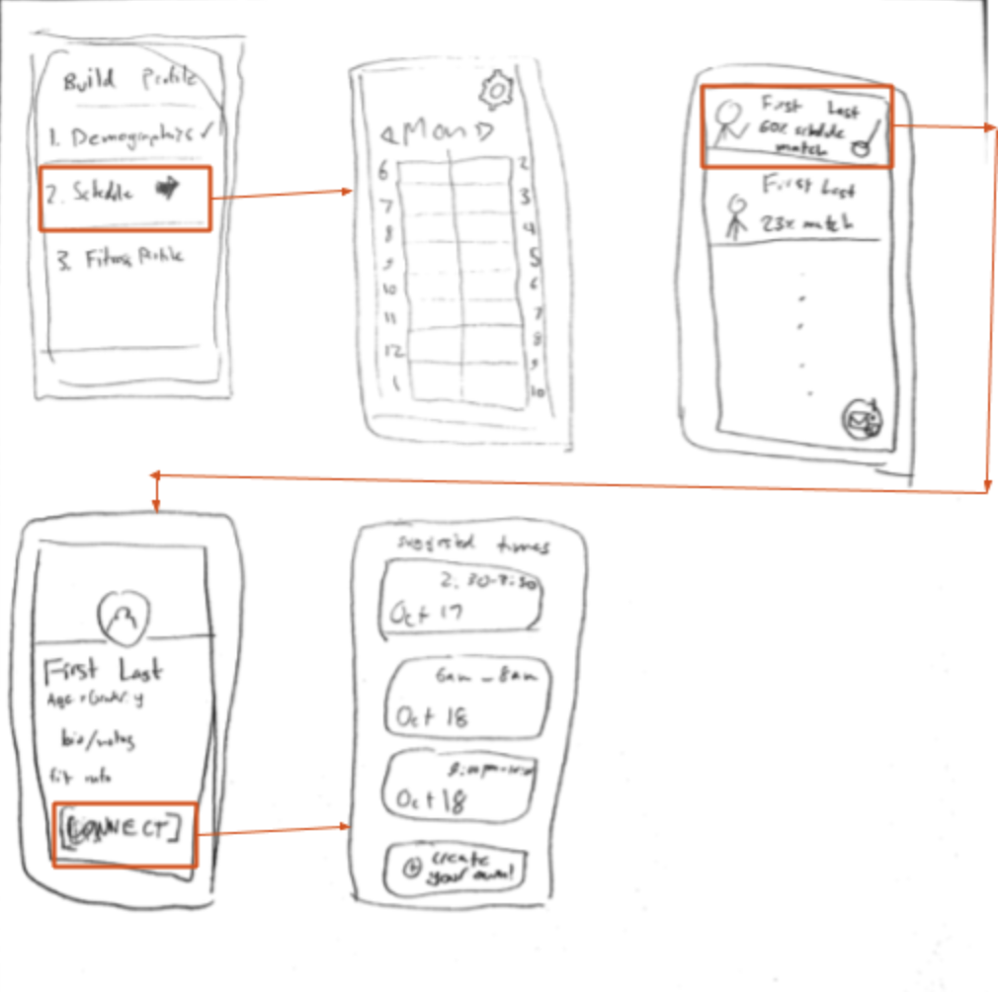 Build Profile
1. Demographics ✓
2. Schedule
3. Fitness Profile
<Mon>
6 2
7 3
8 4
9 5
10 6
11 7
12 8
1 9
10
First Last
60% schedule
match
First Last
23% match
First Last
Age
bio/notes
fit info
[CONNECT]
suggested times
Oct 17
6am - 8am
Oct 18
Oct 18
create
your own!